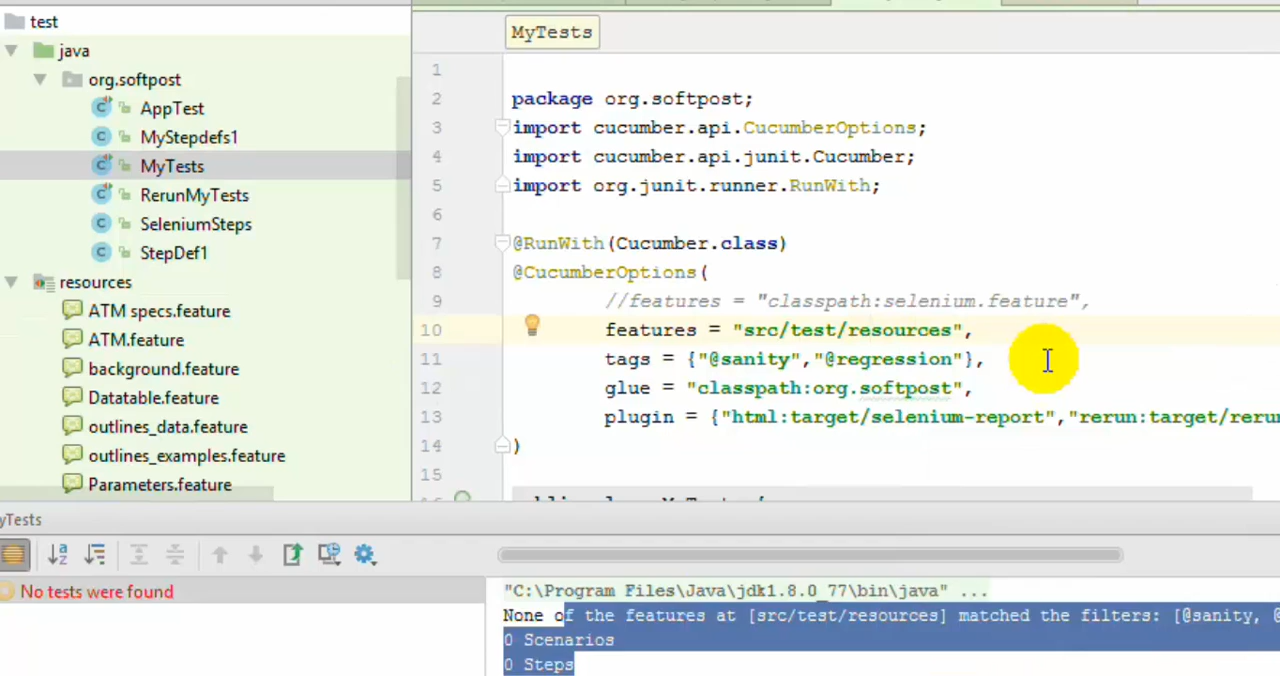 test
java
org.softpost
AppTest
MyStepdefs1
MyTests
RerunMyTests
SeleniumSteps
StepDef1
resources
ATM specs.feature
ATM.feature
background.feature
Datatable.feature
outlines_data.feature
outlines_examples.feature
Parameters.feature
MyTests
1
2 package org.softpost;
3 import cucumber.api.CucumberOptions;
4 import cucumber.api.junit.Cucumber;
5 import org.junit.runner.RunWith;
6
7 @RunWith(Cucumber.class)
8 @CucumberOptions(
9 //features = "classpath:selenium.feature",
10 features = "src/test/resources",
11 tags = {"@sanity","@regression"},
12 glue = "classpath:org.softpost",
13 plugin = {"html:target/selenium-report","rerun:target/reru
14 )
15
yTests
No tests were found
"C:\Program Files\Java\jdk1.8.0_77\bin\java" ...
None of the features at [src/test/resources] matched the filters: [@sanity, @
0 Scenarios
0 Steps